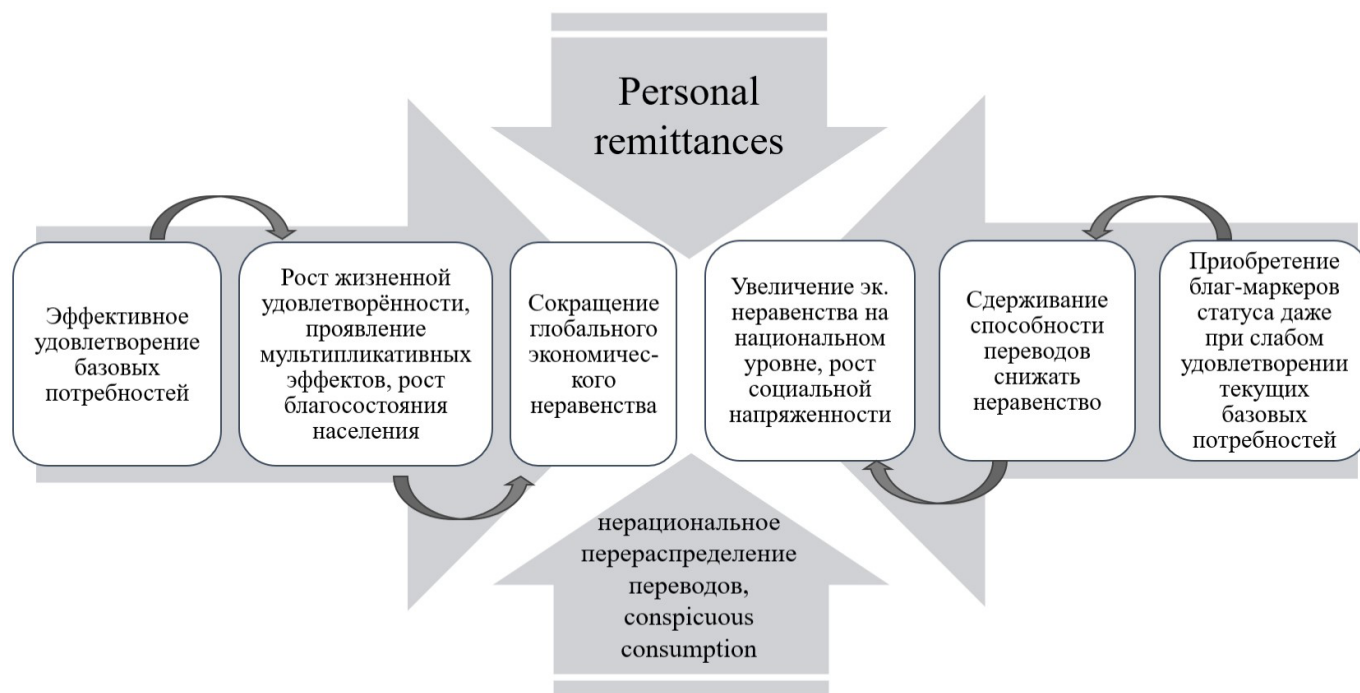 Personal
remittances
Эффективное
удовлетворение
базовых
потребностей
Рост жизненной
удовлетворённости,
проявление
мультипликативных
эффектов, рост
благосостояния
населения
Сокращение
глобального
экономичес-
кого
неравенства
Увеличение эк.
неравенства на
национальном
уровне, рост
социальной
напряженности
Сдерживание
способности
переводов
снижать
неравенство
Приобретение
благ-маркеров
статуса даже
при слабом
удовлетворении
текущих
базовых
потребностей
нерациональное
перераспределение
переводов,
conspicuous
consumption